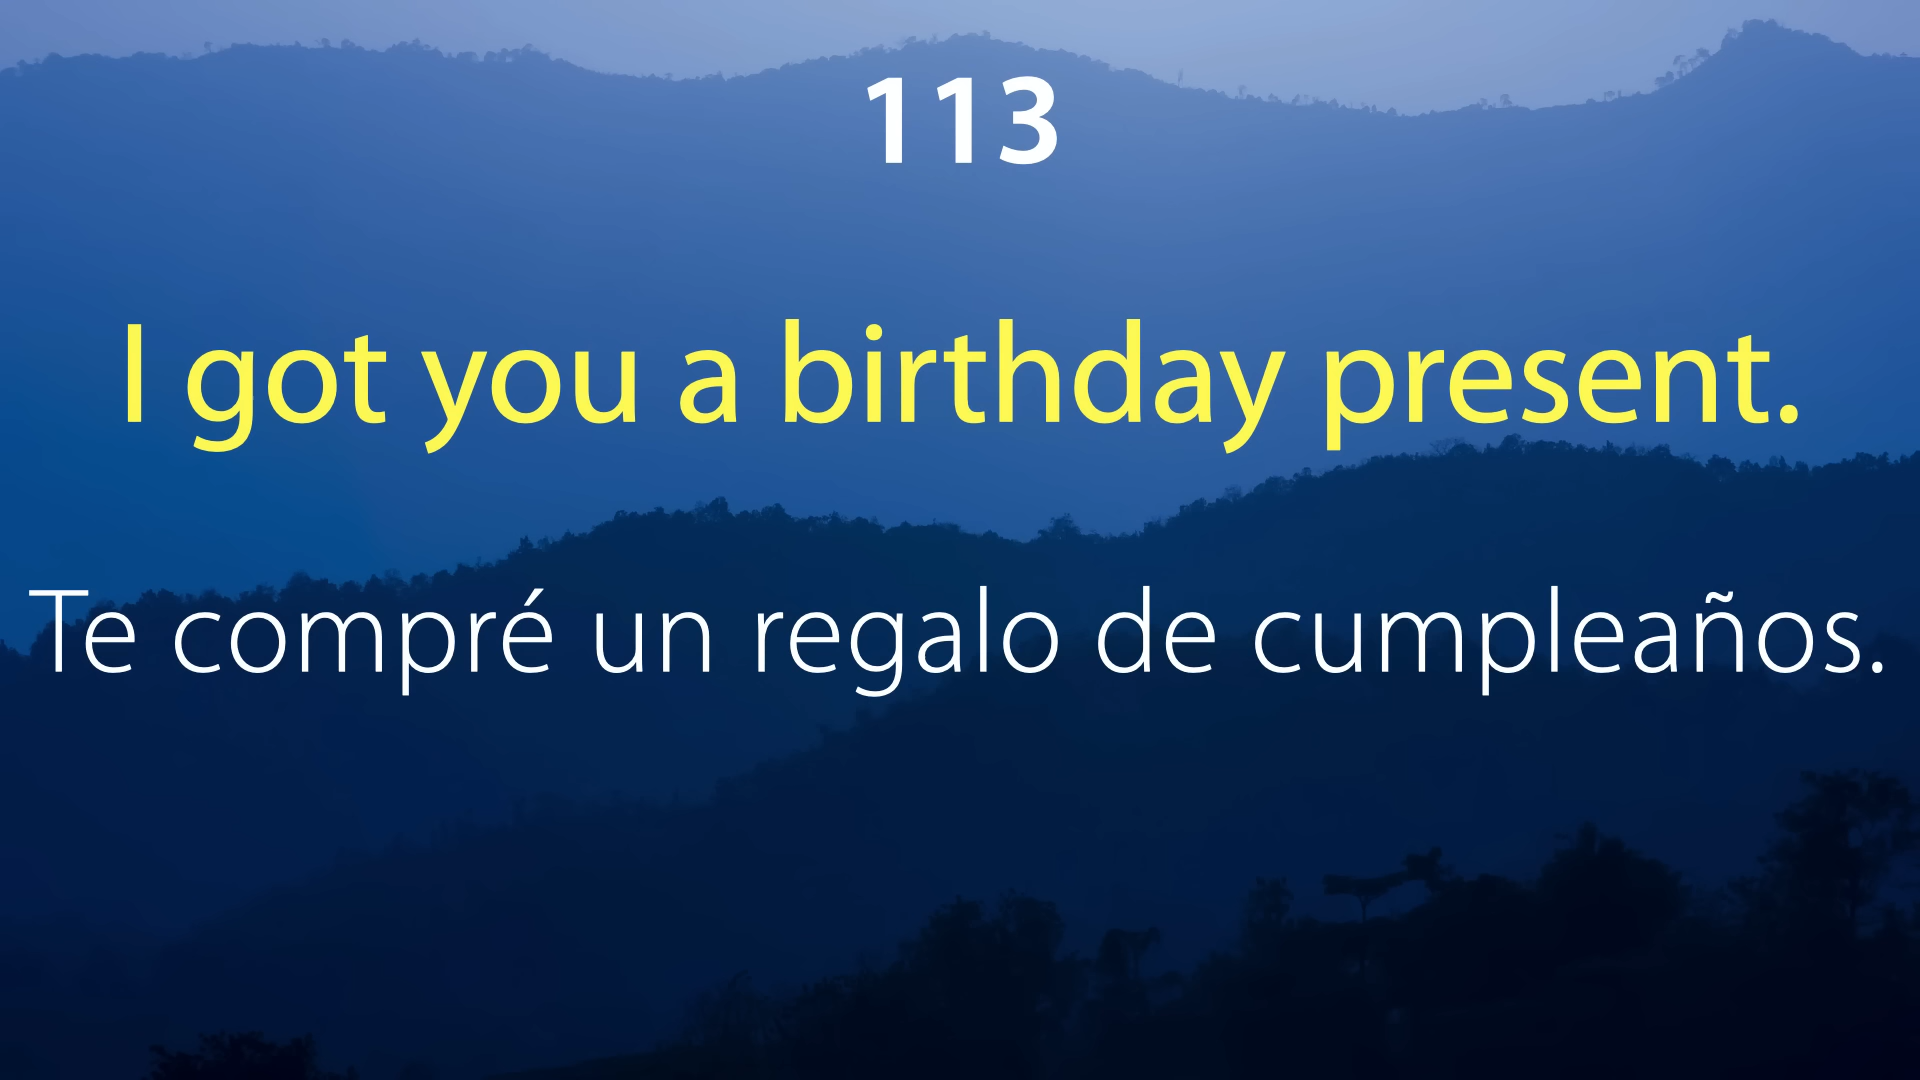 113
I got you a birthday present.
Te compré un regalo de cumpleaños.